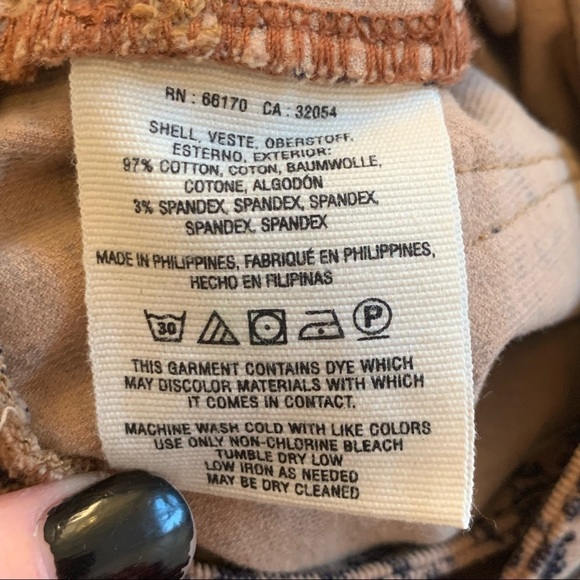 RN : 66170 CA : 32054
SHELL, VESTE, OBERSTOFF,
ESTERNO, EXTERIOR:
97% COTTON, COTON, BAUMWOLLE,
COTONE, ALGODÓN
3% SPANDEX, SPANDEX, SPANDEX,
SPANDEX, SPANDEX
MADE IN PHILIPPINES, FABRIQUÉ EN PHILIPPINES,
HECHO EN FILIPINAS
30 P
THIS GARMENT CONTAINS DYE WHICH
MAY DISCOLOR MATERIALS WITH WHICH
IT COMES IN CONTACT.
MACHINE WASH COLD WITH LIKE COLORS
USE ONLY NON-CHLORINE BLEACH
TUMBLE DRY LOW
LOW IRON AS NEEDED
MAY BE DRY CLEANED